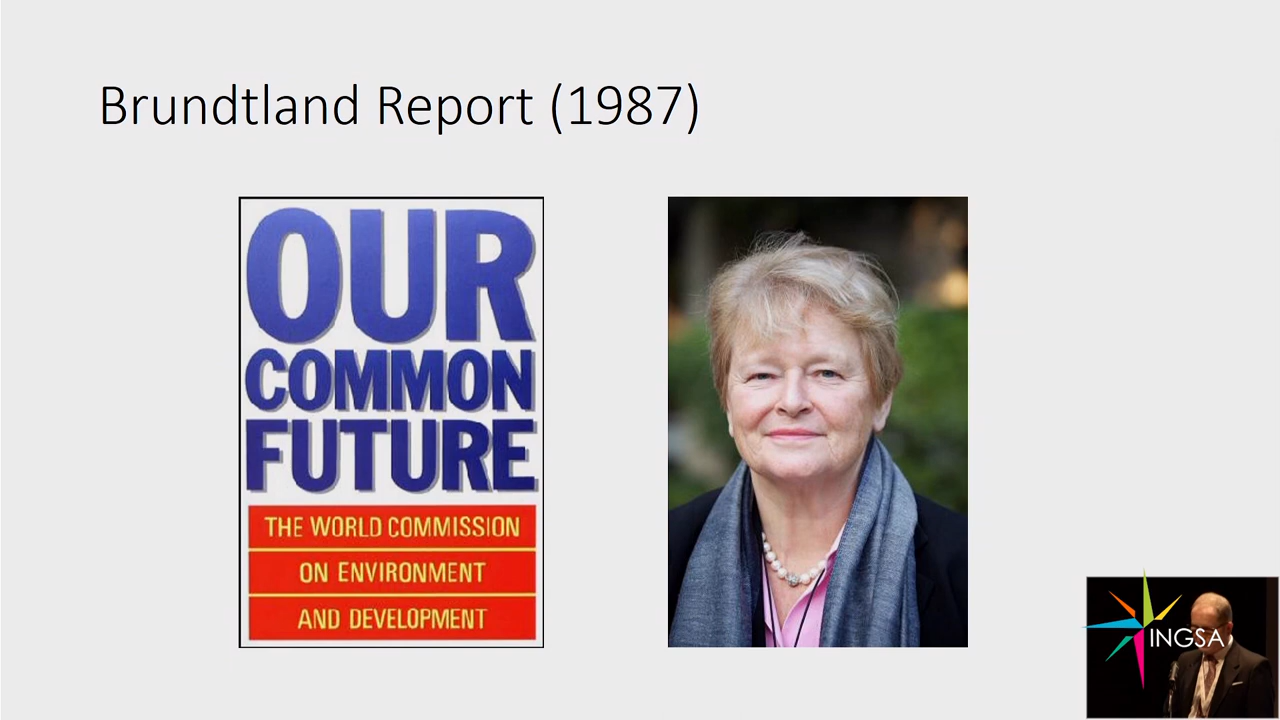 Brundtland Report (1987)
OUR
COMMON
FUTURE
THE WORLD COMMISSION
ON ENVIRONMENT
AND DEVELOPMENT
INGSA